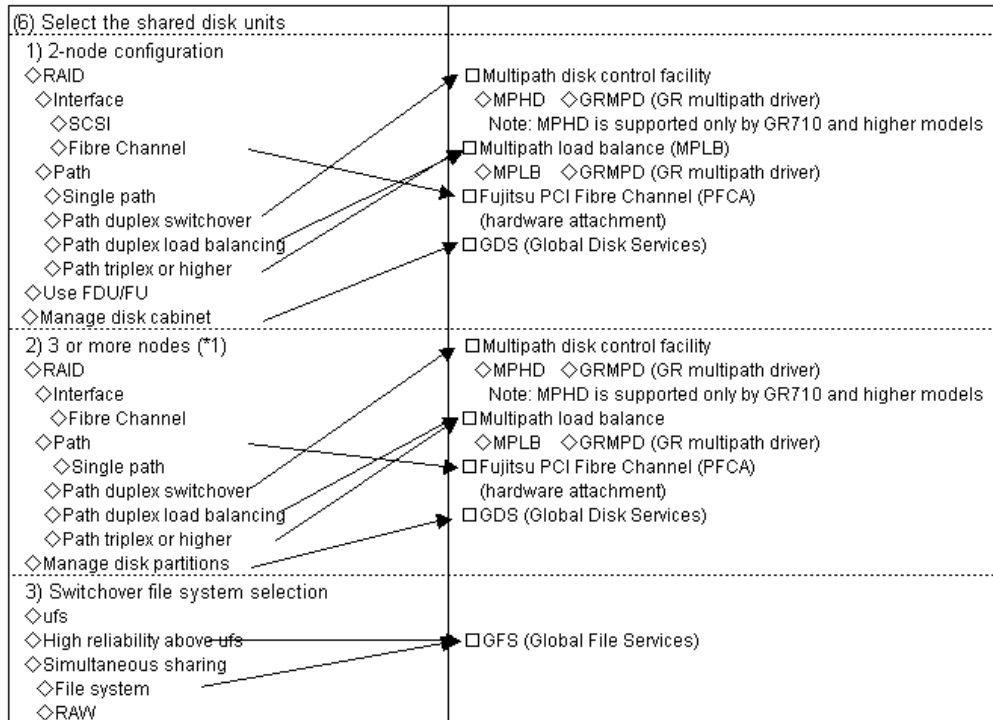 (6) Select the shared disk units
1) 2-node configuration
◇RAID
◇Interface
◇SCSI
◇Fibre Channel
◇Path
◇Single path
◇Path duplex switchover
◇Path duplex load balancing
◇Path triplex or higher
◇Use FDU/FU
◇Manage disk cabinet
□Multipath disk control facility
◇MPHD ◇GRMPD (GR multipath driver)
Note: MPHD is supported only by GR710 and higher models
□Multipath load balance (MPLB)
◇MPLB ◇GRMPD (GR multipath driver)
□Fujitsu PCI Fibre Channel (PFCA)
(hardware attachment)
□GDS (Global Disk Services)
2) 3 or more nodes (*1)
◇RAID
◇Interface
◇Fibre Channel
◇Path
◇Single path
◇Path duplex switchover
◇Path duplex load balancing
◇Path triplex or higher
◇Manage disk partitions
□Multipath disk control facility
◇MPHD ◇GRMPD (GR multipath driver)
Note: MPHD is supported only by GR710 and higher models
□Multipath load balance
◇MPLB ◇GRMPD (GR multipath driver)
□Fujitsu PCI Fibre Channel (PFCA)
(hardware attachment)
□GDS (Global Disk Services)
3) Switchover file system selection
◇ufs
◇High reliability above ufs
◇Simultaneous sharing
◇File system
◇RAW
□GFS (Global File Services)